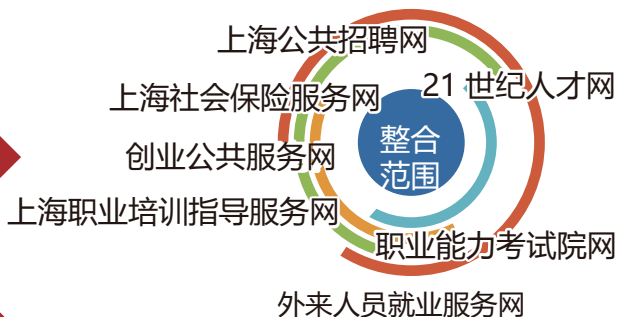 上海公共招聘网
21 世纪人才网
上海社会保险服务网
整合
范围
创业公共服务网
上海职业培训指导服务网
职业能力考试院网
外来人员就业服务网